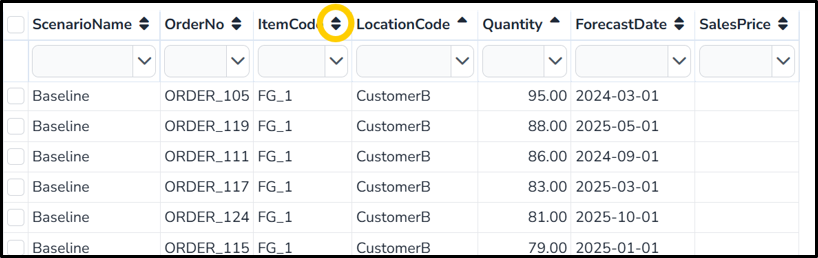 ScenarioName OrderNo ItemCode LocationCode Quantity ForecastDate SalesPrice
Baseline ORDER_105 FG_1 CustomerB 95.00 2024-03-01
Baseline ORDER_119 FG_1 CustomerB 88.00 2025-05-01
Baseline ORDER_111 FG_1 CustomerB 86.00 2024-09-01
Baseline ORDER_117 FG_1 CustomerB 83.00 2025-03-01
Baseline ORDER_124 FG_1 CustomerB 81.00 2025-10-01
Baseline ORDER_115 FG_1 CustomerB 79.00 2025-01-01